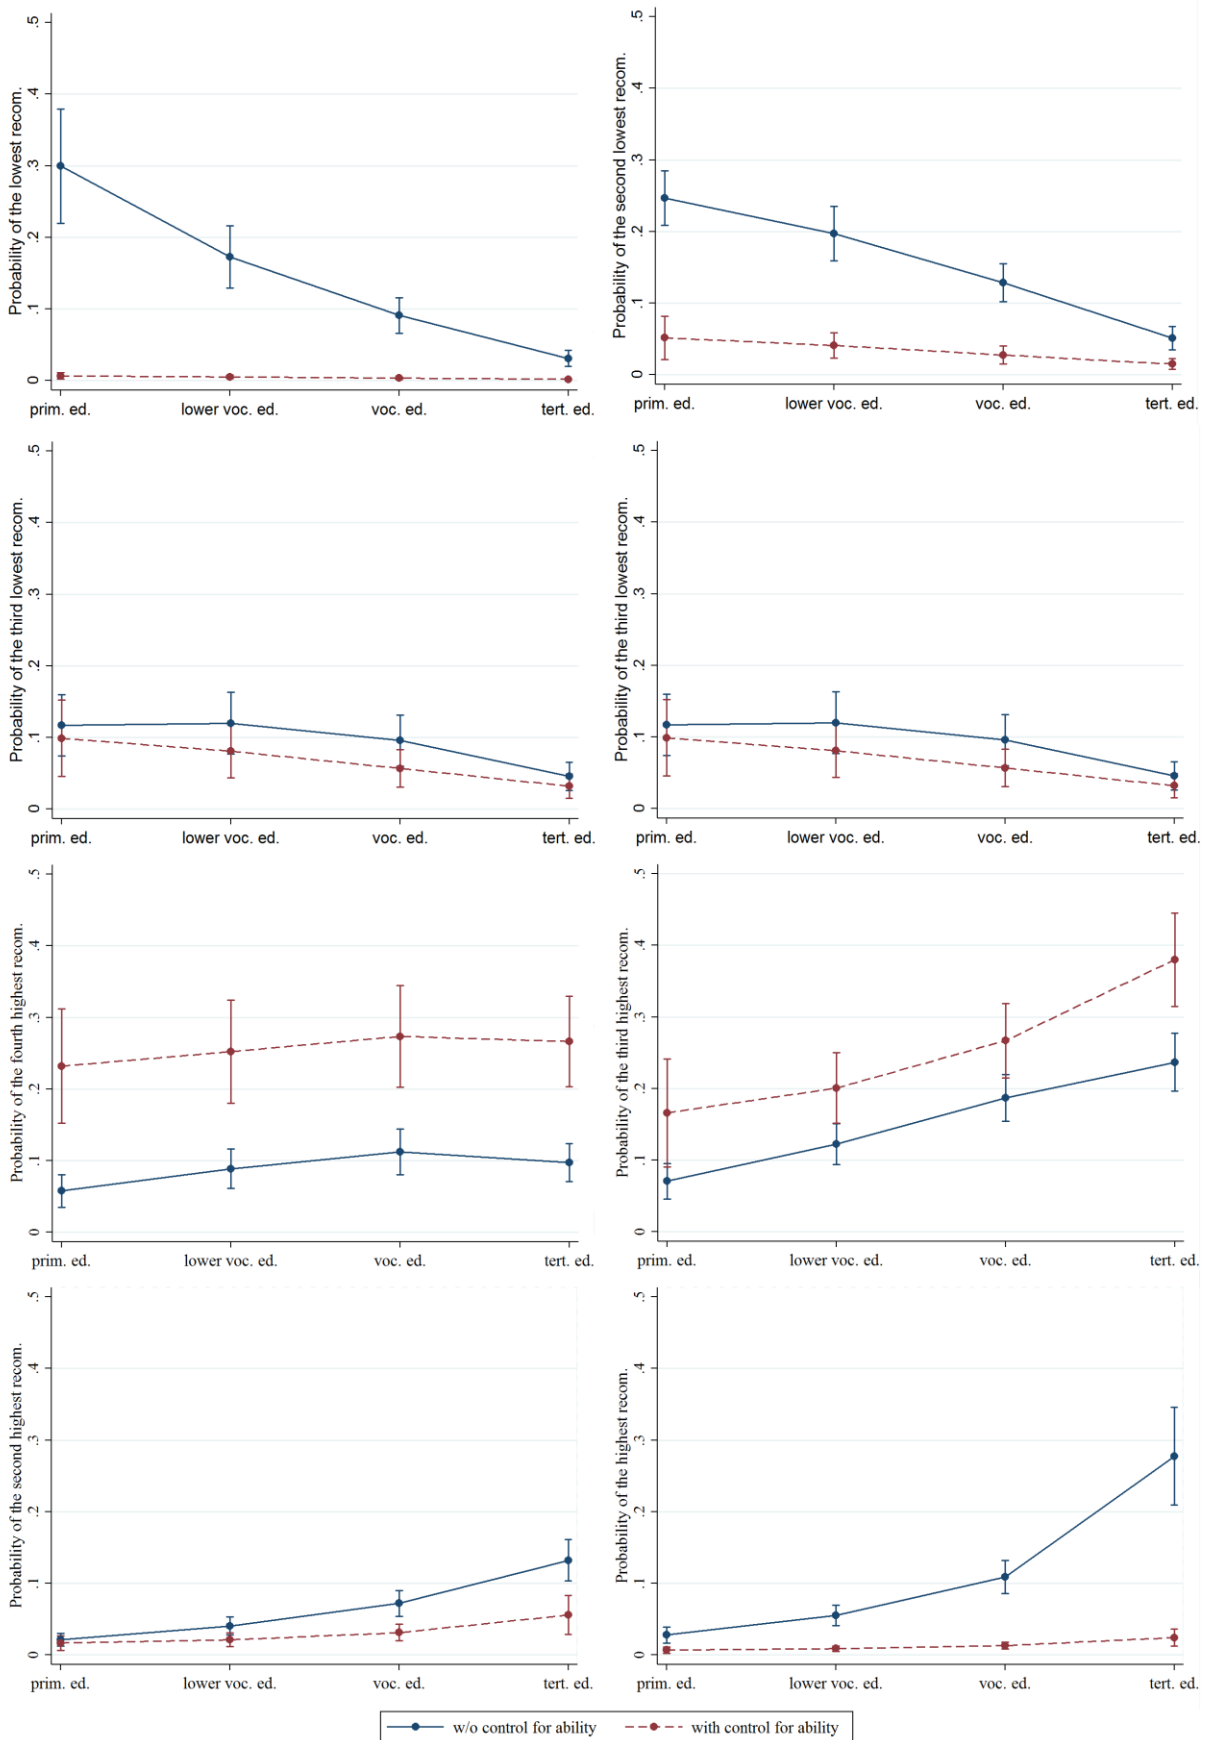 Probability of the lowest recom.
.5
.4
.3
.2
.1
0
prim. ed. lower voc. ed. voc. ed. tert. ed.
Probability of the second lowest recom.
.5
.4
.3
.2
.1
0
prim. ed. lower voc. ed. voc. ed. tert. ed.
Probability of the third lowest recom.
.5
.4
.3
.2
.1
0
prim. ed. lower voc. ed. voc. ed. tert. ed.
Probability of the third lowest recom.
.5
.4
.3
.2
.1
0
prim. ed. lower voc. ed. voc. ed. tert. ed.
Probability of the fourth highest recom.
.5
.4
.3
.2
.1
0
prim. ed. lower voc. ed. voc. ed. tert. ed.
Probability of the third highest recom.
.5
.4
.3
.2
.1
0
prim. ed. lower voc. ed. voc. ed. tert. ed.
Probability of the second highest recom.
.5
.4
.3
.2
.1
0
prim. ed. lower voc. ed. voc. ed. tert. ed.
Probability of the highest recom.
.5
.4
.3
.2
.1
0
prim. ed. lower voc. ed. voc. ed. tert. ed.
w/o control for ability with control for ability